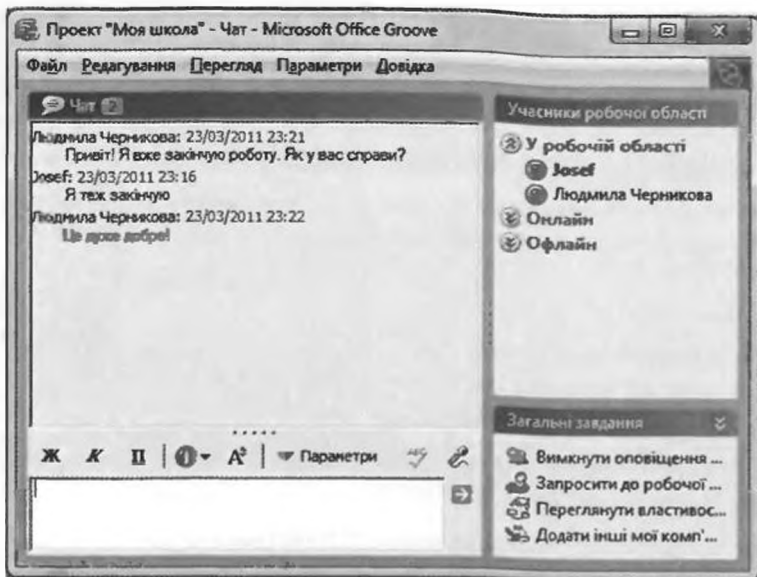 Проект "Моя школа" - Чат - Microsoft Office Groove
Файл Редагування Перегляд Параметри Довідка
Чат
Людмила Черникова: 23/03/2011 23:21
Привіт! Я вже закінчую роботу. Як у вас справи?
Josef: 23/03/2011 23:16
Я теж закінчую
Людмила Черникова: 23/03/2011 23:22
Це дуже добре!
Ж К П А Параметри
Учасники робочої області
У робочій області
Josef
Людмила Черникова
Онлайн
Офлайн
Загальні завдання
Вимкнути оповіщення ...
Запросити до робочої ...
Переглянути властивос...
Додати інші мої комп'...